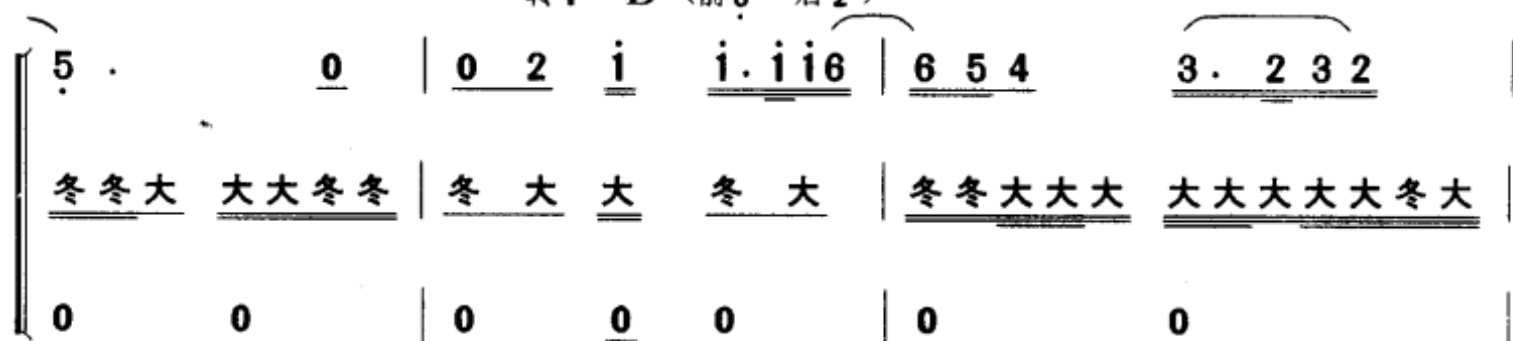 5 . 0 | 0 2 i i. i i 6 | 6 5 4 3. 2 3 2 |
冬冬大 大大冬冬 | 冬 大 大 冬 大 | 冬冬大大大 大大大大大冬大 |
0 0 | 0 0 0 | 0 0 |